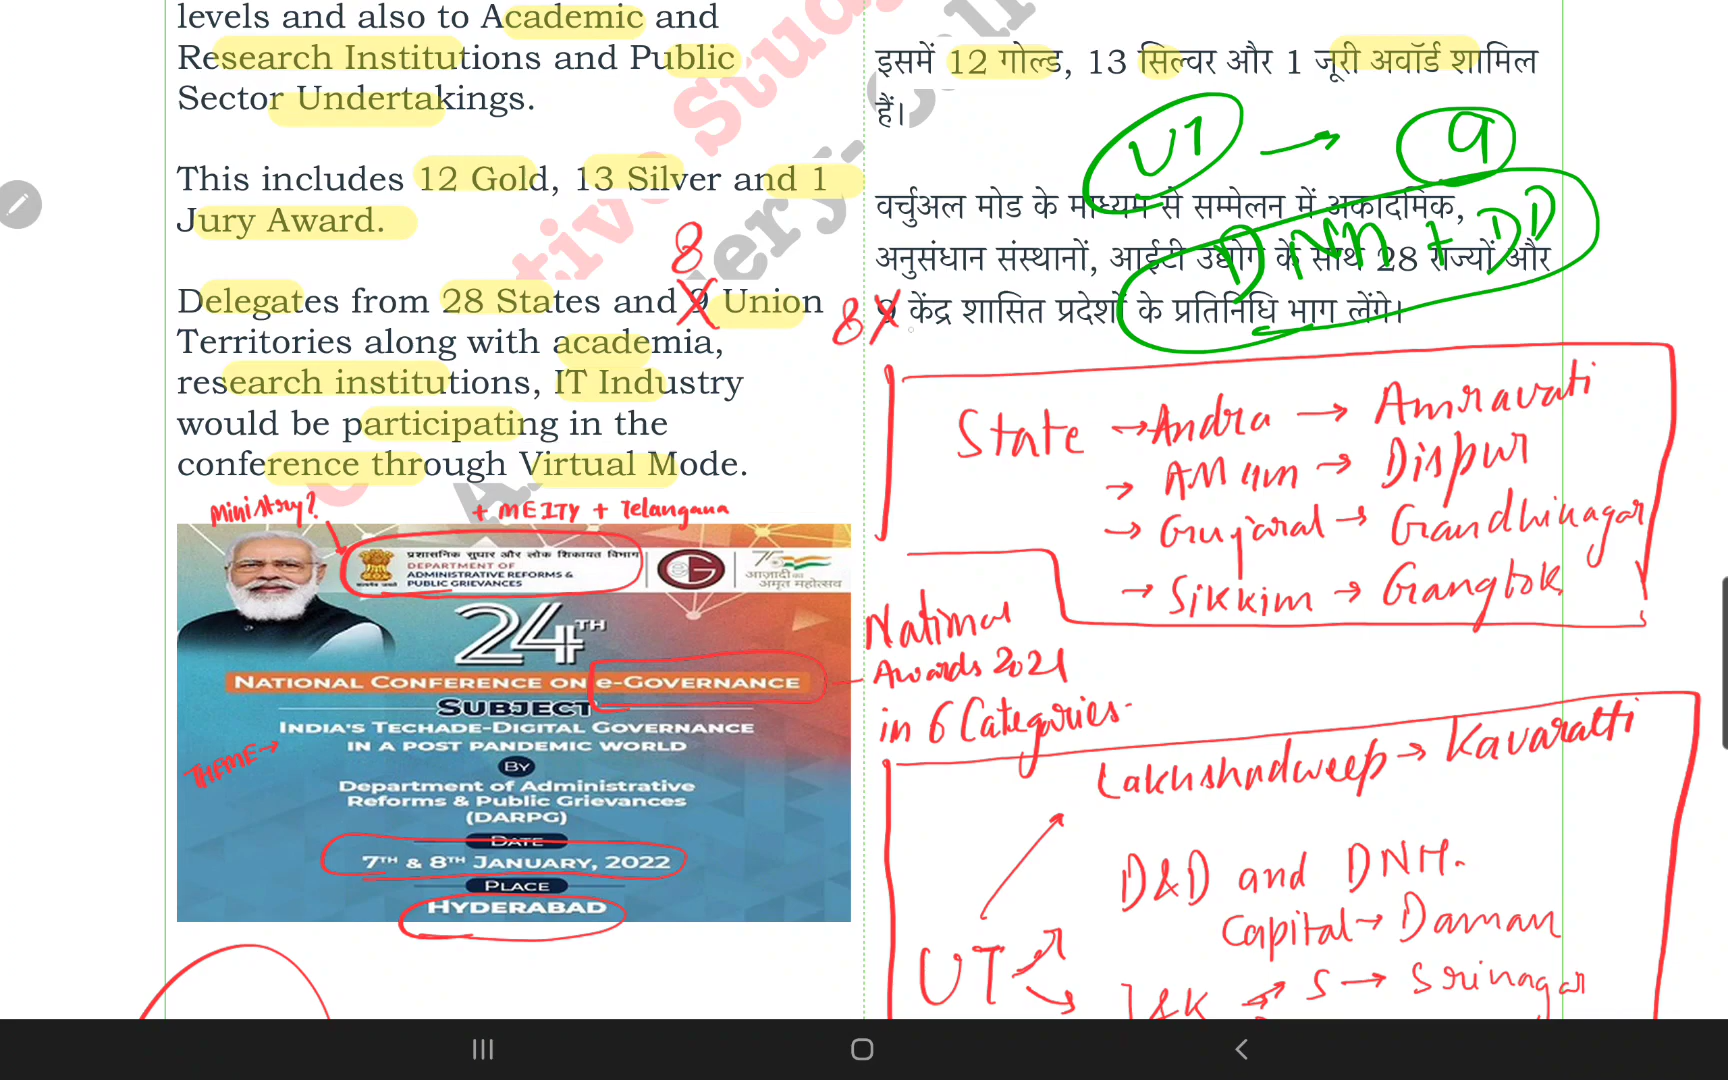 levels and also to Academic and
Research Institutions and Public
Sector Undertakings.
This includes 12 Gold, 13 Silver and 1
Jury Award.
8
Delegates from 28 States and 9 Union
Territories along with academia,
research institutions, IT Industry
would be participating in the
conference through Virtual Mode.
Ministry?
+ MEITY + Telangana
प्रशासनिक सुधार और लोक शिकायत विभाग
DEPARTMENT OF
ADMINISTRATIVE REFORMS &
PUBLIC GRIEVANCES
75
आज़ादी का
अमृत महोत्सव
24TH
NATIONAL CONFERENCE ON e-GOVERNANCE
SUBJECT
INDIA'S TECHADE-DIGITAL GOVERNANCE
IN A POST PANDEMIC WORLD
THEME→
BY
Department of Administrative
Reforms & Public Grievances
(DARPG)
DATE
7TH & 8TH JANUARY, 2022
PLACE
HYDERABAD
इसमें 12 गोल्ड, 13 सिल्वर और 1 जूरी अवॉर्ड शामिल
हैं।
UT → 9
वर्चुअल मोड के माध्यम से सम्मेलन में अकादमिक,
अनुसंधान संस्थानों, आईटी उद्योग के साथ 28 राज्यों और
8 9 केंद्र शासित प्रदेशों के प्रतिनिधि भाग लेंगे।
+ DD
State → Andra → Amravati
→ → Dispur
→ Gujarat → Gandhinagar
→ Sikkim → Gangtok
National
Awards 2021
in 6 Categories.
Lakshadweep → Kavaratti
D&D and DNH.
Capital → Daman
UT
J&K → S → Srinagar